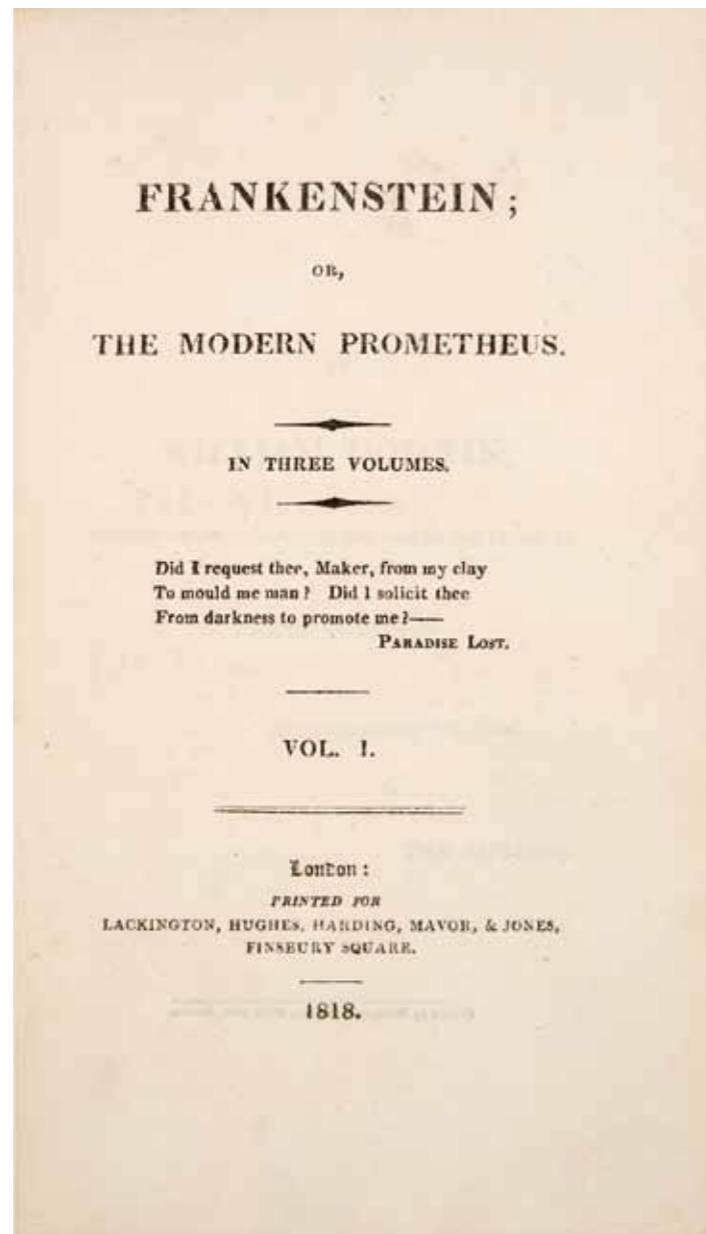 FRANKENSTEIN;
OR,
THE MODERN PROMETHEUS.
IN THREE VOLUMES.
Did I request thee, Maker, from my clay
To mould me man? Did I solicit thee
From darkness to promote me?——
PARADISE LOST.
VOL. I.
London:
PRINTED FOR
LACKINGTON, HUGHES, HARDING, MAVOR, & JONES,
FINSBURY SQUARE.
1818.